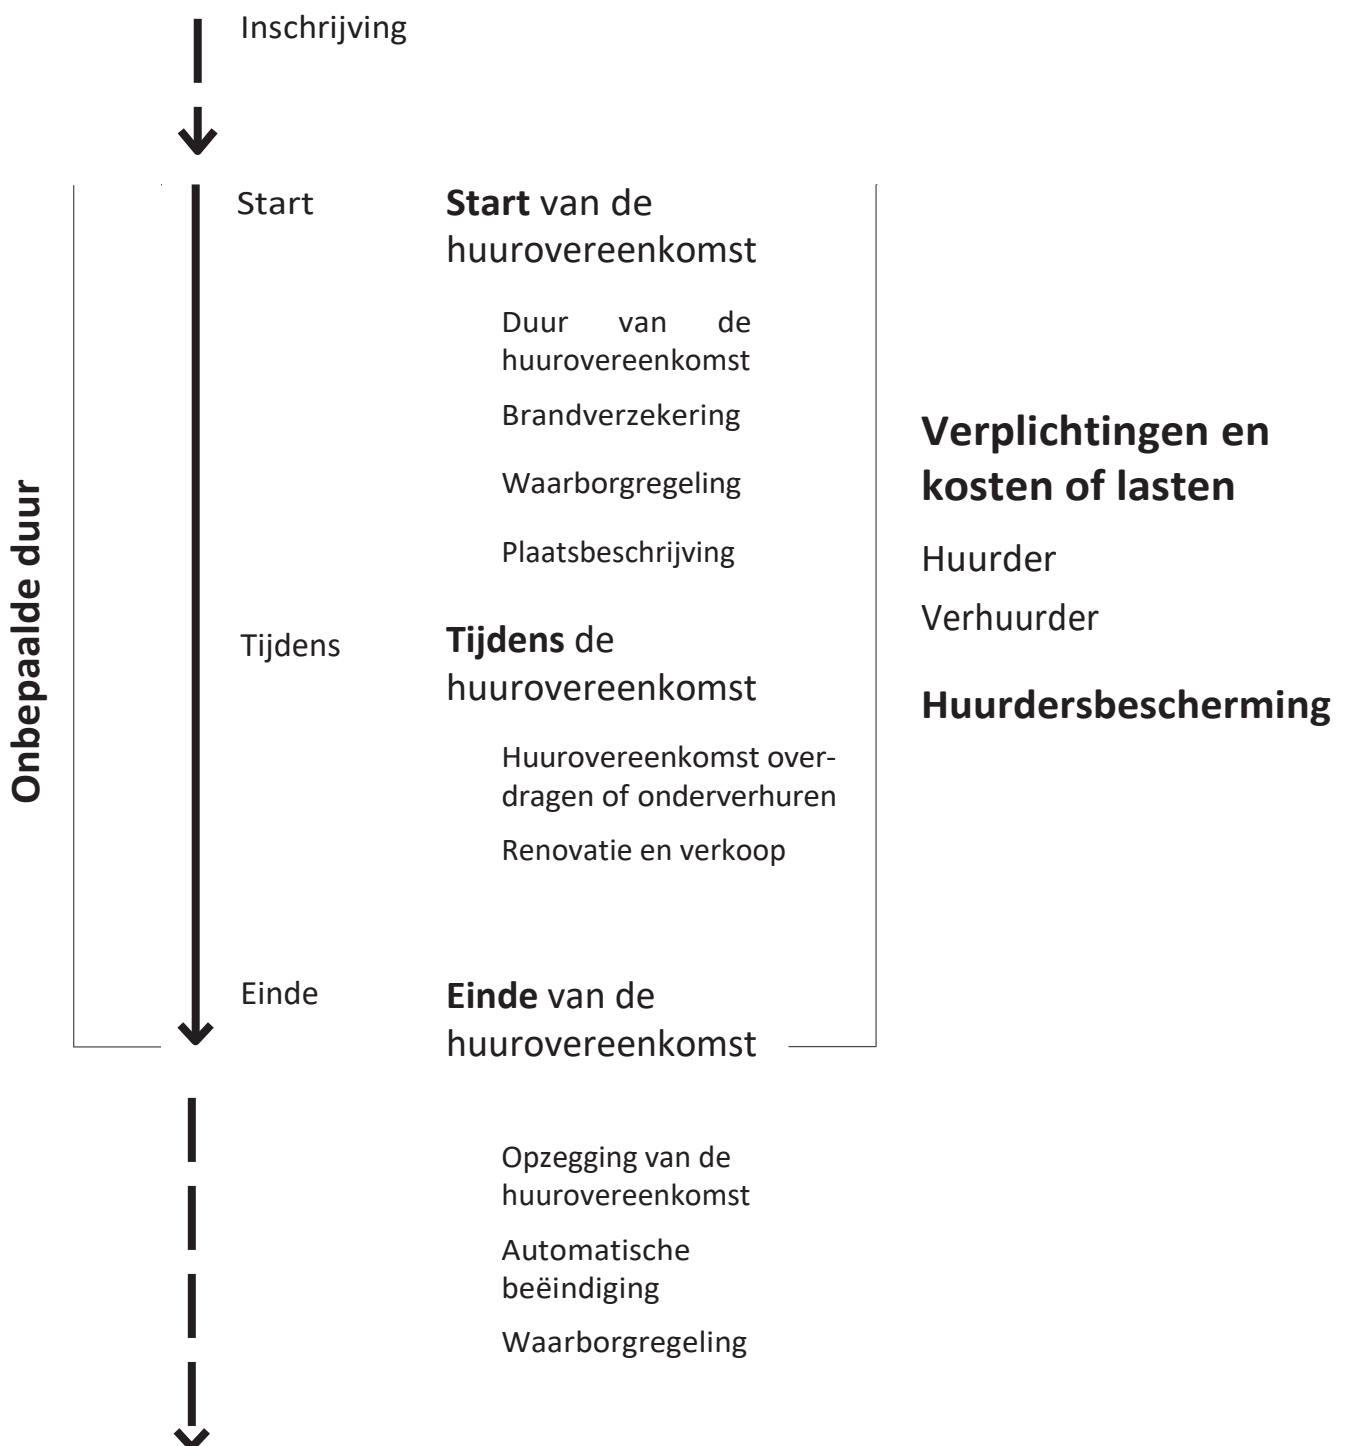 Inschrijving
Onbepaalde duur
Start
Start van de
huurovereenkomst
Duur van de
huurovereenkomst
Brandverzekering
Waarborgregeling
Plaatsbeschrijving
Tijdens
Tijdens de
huurovereenkomst
Huurovereenkomst over-
dragen of onderverhuren
Renovatie en verkoop
Einde
Einde van de
huurovereenkomst
Opzegging van de
huurovereenkomst
Automatische
beëindiging
Waarborgregeling
Verplichtingen en
kosten of lasten
Huurder
Verhuurder
Huurdersbescherming